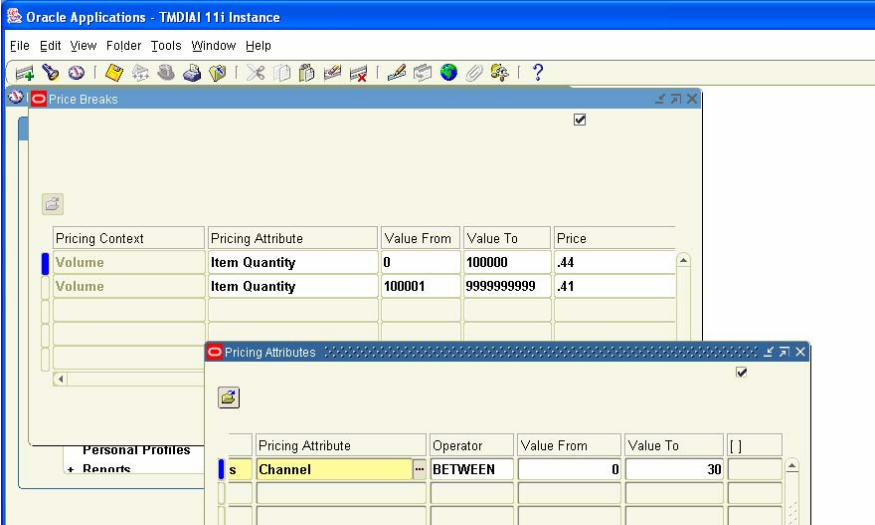 Oracle Applications - TMDIAI 11i Instance
File Edit View Folder Tools Window Help
Price Breaks
Pricing Context Pricing Attribute Value From Value To Price
Volume Item Quantity 0 100000 .44
Volume Item Quantity 100001 9999999999 .41
Pricing Attributes
Personal Profiles
+ Reports
Pricing Attribute Operator Value From Value To [ ]
s Channel ... BETWEEN 0 30